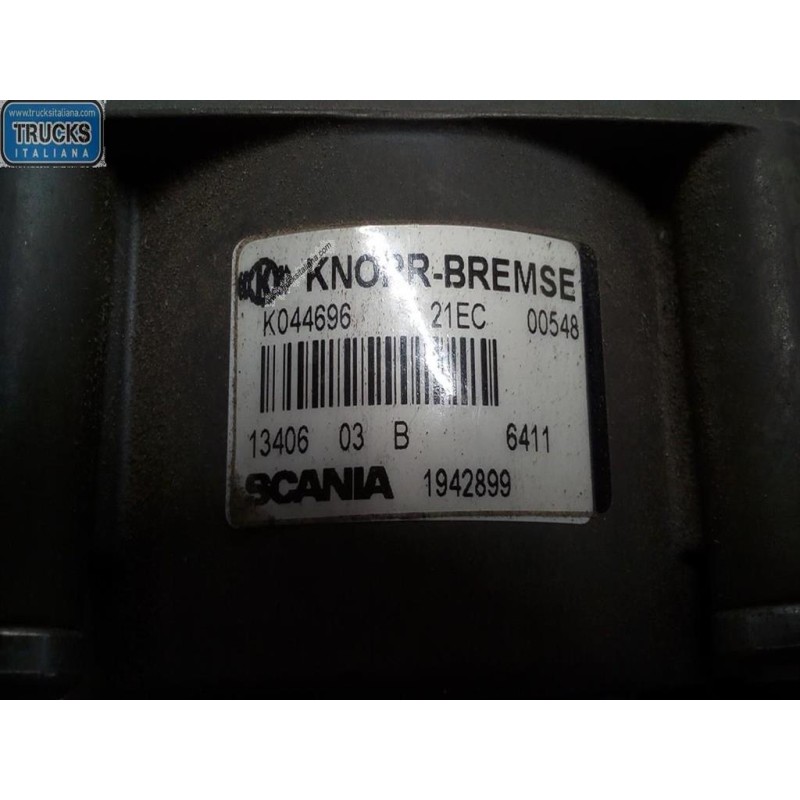 www.trucksitaliana.com
TRUCKS
ITALIANA
KNORR-BREMSE
K044696 21EC 00548
13406 03 B 6411
SCANIA 1942899